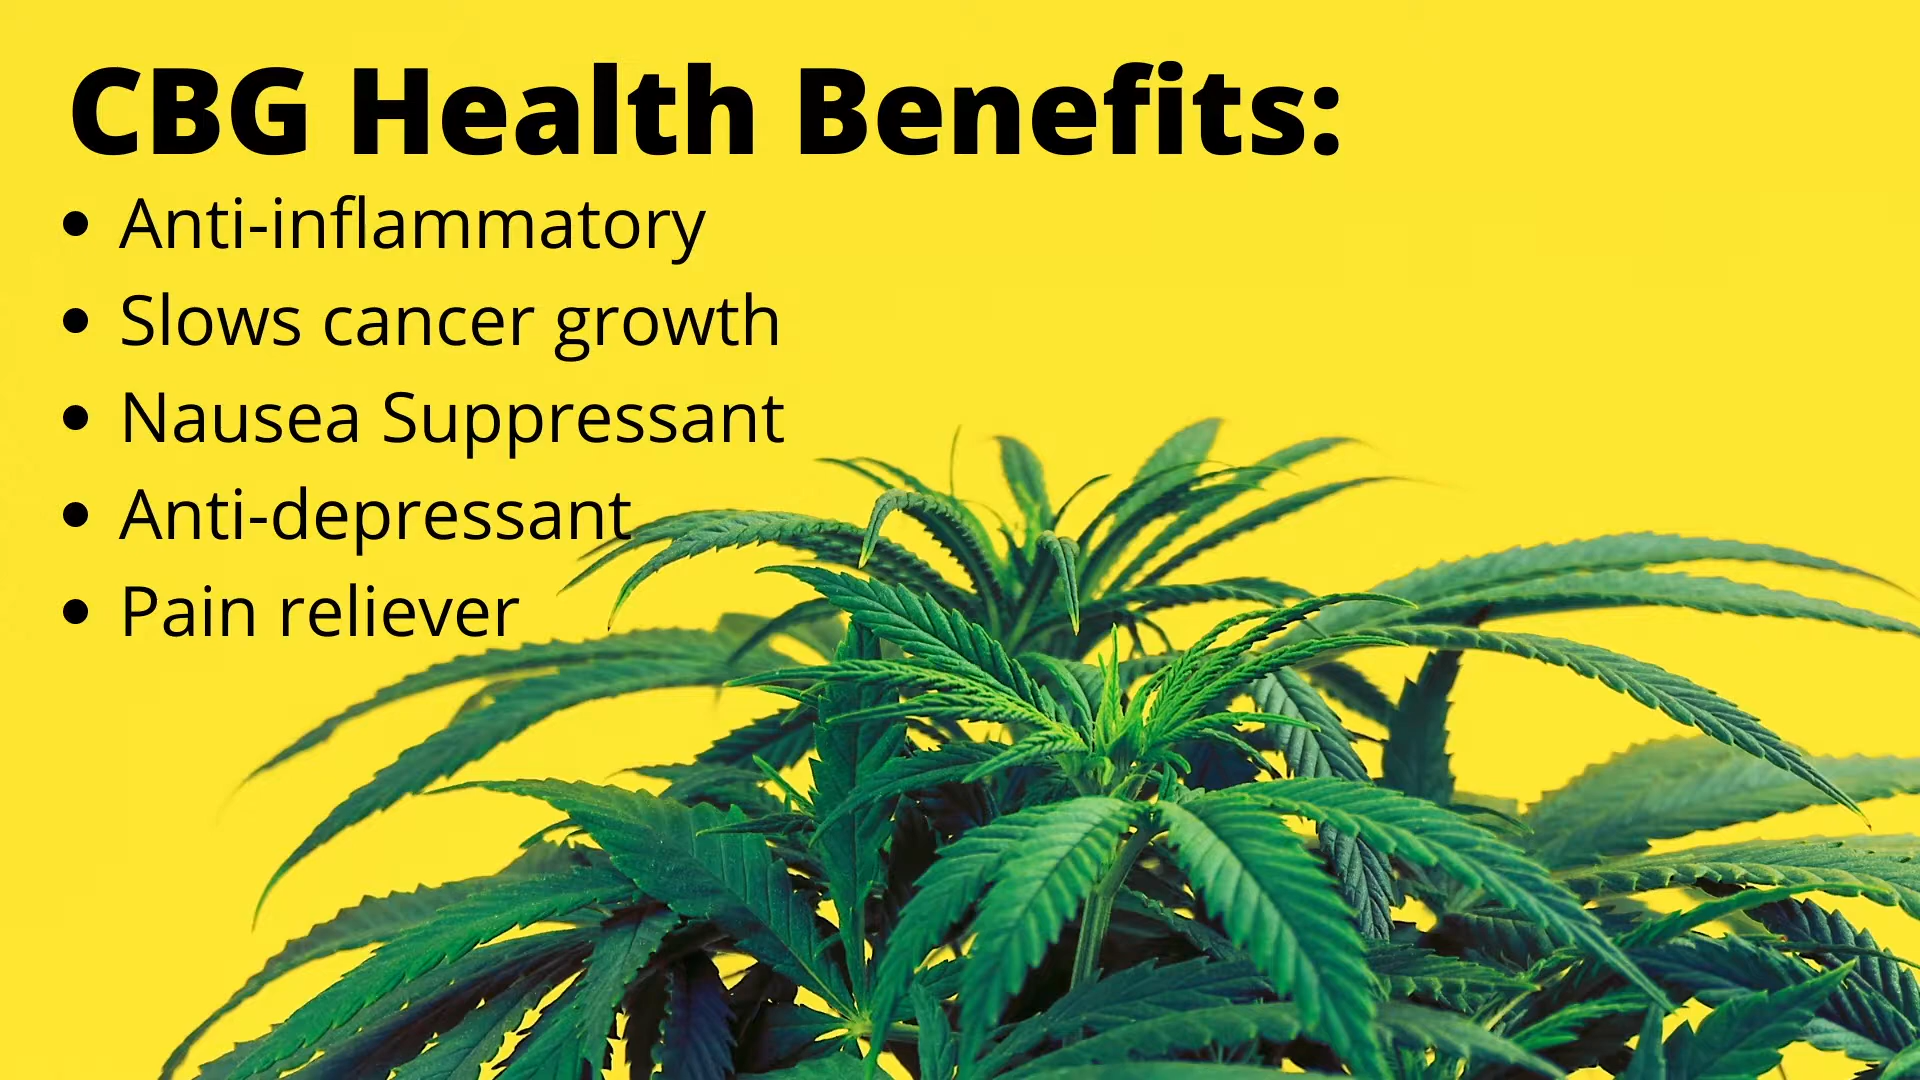 CBG Health Benefits:
• Anti-inflammatory
• Slows cancer growth
• Nausea Suppressant
• Anti-depressant
• Pain reliever